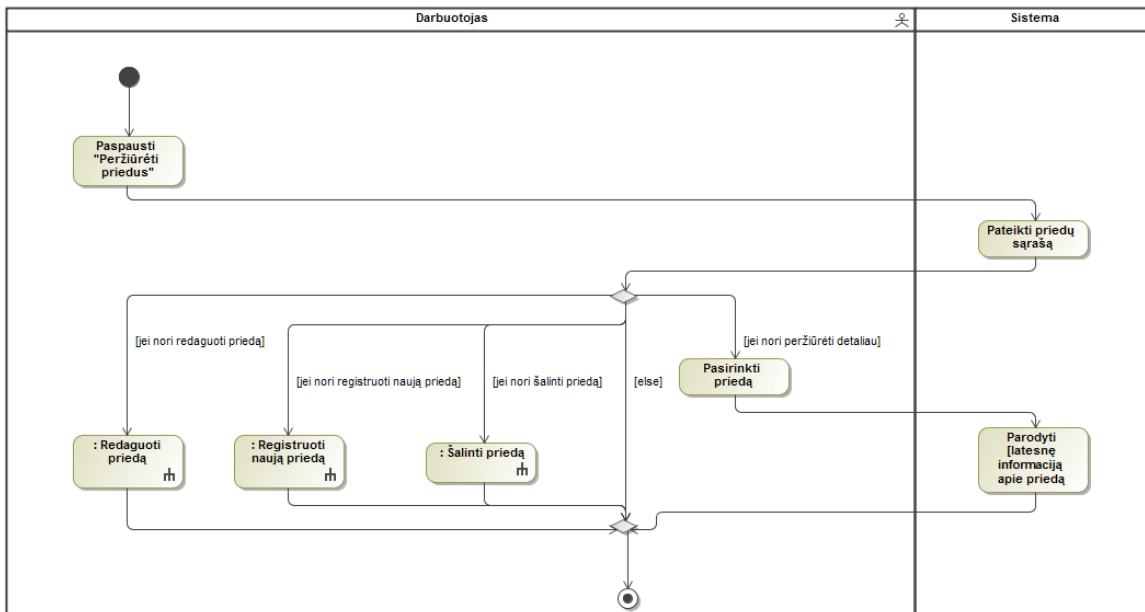 Darbuotojas
Sistema
Paspausti
"Peržiūrėti
priedus"
Pateikti priedų
sąrašą
[jei nori redaguoti priedą]
[jei nori registruoti naują priedą]
[jei nori šalinti priedą]
[else]
[jei nori peržiūrėti detaliau]
Pasirinkti
priedą
: Redaguoti
priedą
: Registruoti
naują priedą
: Šalinti priedą
Parodyti
[latesnę
informaciją
apie priedą